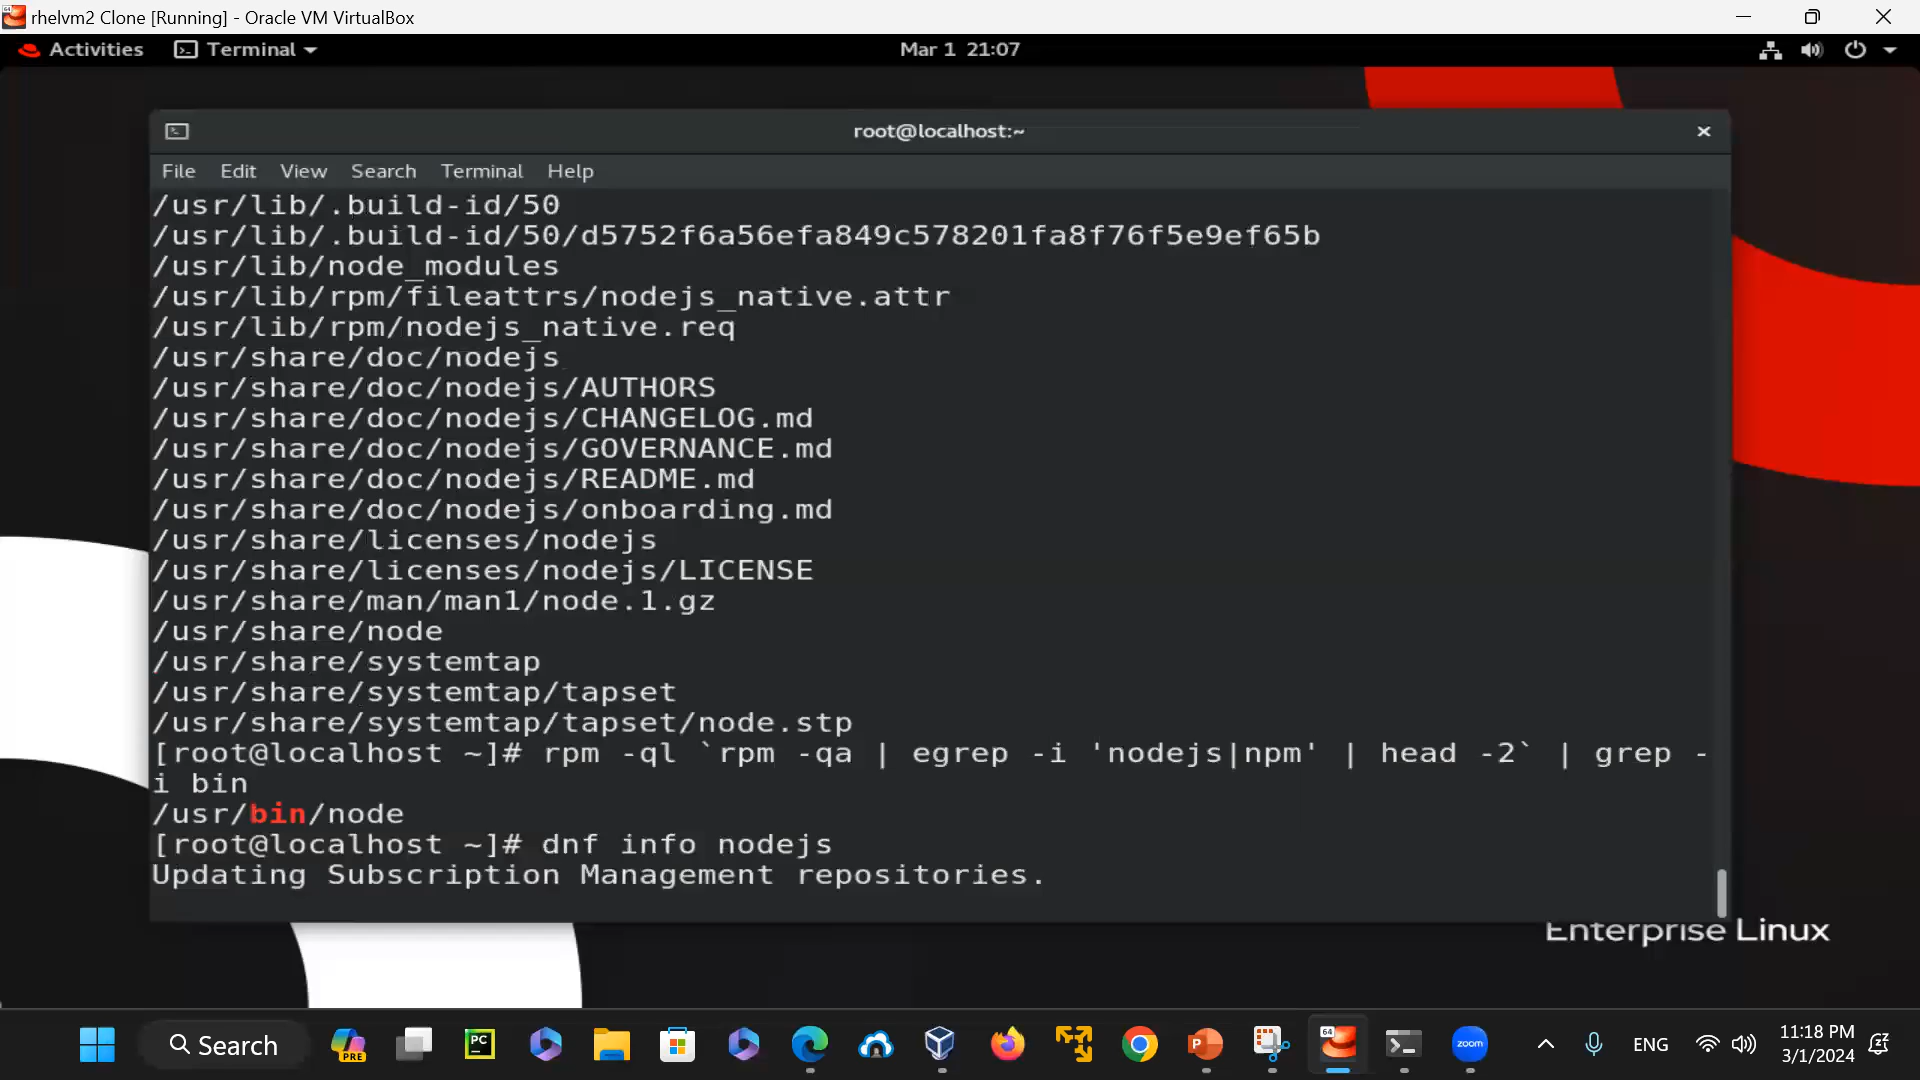 rhelvm2 Clone [Running] - Oracle VM VirtualBox
Activities Terminal Mar 1 21:07
root@localhost:~
File Edit View Search Terminal Help
/usr/lib/.build-id/50
/usr/lib/.build-id/50/d5752f6a56efa849c578201fa8f76f5e9ef65b
/usr/lib/node_modules
/usr/lib/rpm/fileattrs/nodejs_native.attr
/usr/lib/rpm/nodejs_native.req
/usr/share/doc/nodejs
/usr/share/doc/nodejs/AUTHORS
/usr/share/doc/nodejs/CHANGELOG.md
/usr/share/doc/nodejs/GOVERNANCE.md
/usr/share/doc/nodejs/README.md
/usr/share/doc/nodejs/onboarding.md
/usr/share/licenses/nodejs
/usr/share/licenses/nodejs/LICENSE
/usr/share/man/man1/node.1.gz
/usr/share/node
/usr/share/systemtap
/usr/share/systemtap/tapset
/usr/share/systemtap/tapset/node.stp
[root@localhost ~]# rpm -ql `rpm -qa | egrep -i 'nodejs|npm' | head -2` | grep -
i bin
/usr/bin/node
[root@localhost ~]# dnf info nodejs
Updating Subscription Management repositories.
Enterprise Linux
Search PRE PC P 64 zoom ENG 11:18 PM
3/1/2024